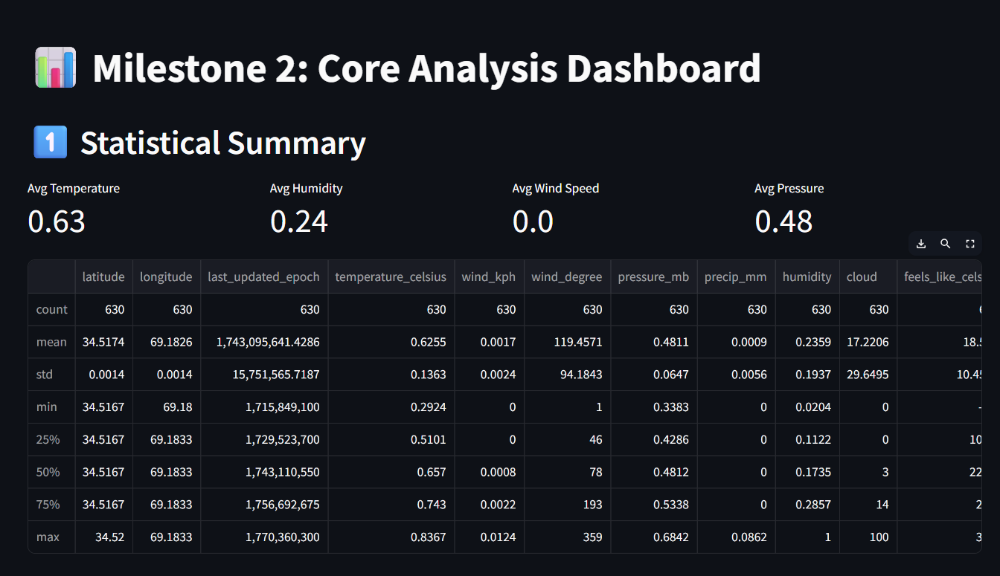 Milestone 2: Core Analysis Dashboard
1 Statistical Summary
Avg Temperature Avg Humidity Avg Wind Speed Avg Pressure
0.63 0.24 0.0 0.48
latitude longitude last_updated_epoch temperature_celsius wind_kph wind_degree pressure_mb precip_mm humidity cloud feels_like_cels
count 630 630 630 630 630 630 630 630 630 630
mean 34.5174 69.1826 1,743,095,641.4286 0.6255 0.0017 119.4571 0.4811 0.0009 0.2359 17.2206 18.5
std 0.0014 0.0014 15,751,565.7187 0.1363 0.0024 94.1843 0.0647 0.0056 0.1937 29.6495 10.45
min 34.5167 69.18 1,715,849,100 0.2924 0 1 0.3383 0 0.0204 0 -
25% 34.5167 69.1833 1,729,523,700 0.5101 0 46 0.4286 0 0.1122 0 10
50% 34.5167 69.1833 1,743,110,550 0.657 0.0008 78 0.4812 0 0.1735 3 22
75% 34.5167 69.1833 1,756,692,675 0.743 0.0022 193 0.5338 0 0.2857 14 2
max 34.52 69.1833 1,770,360,300 0.8367 0.0124 359 0.6842 0.0862 1 100 3